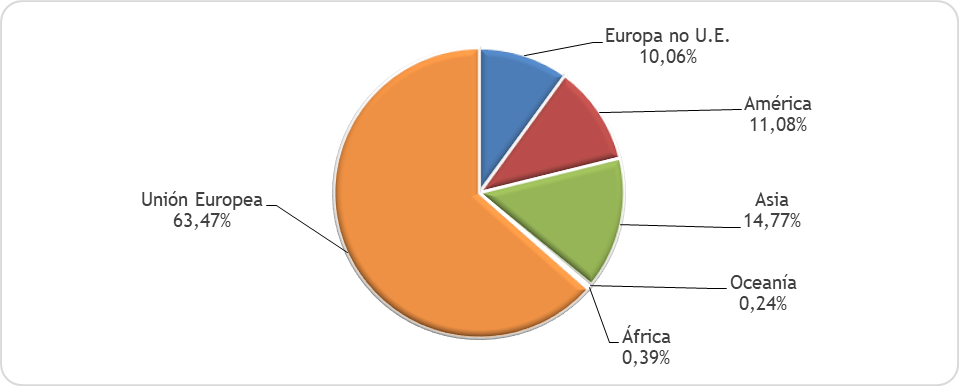 Europa no U.E.
10,06%
América
11,08%
Unión Europea
63,47%
Asia
14,77%
Oceanía
0,24%
África
0,39%